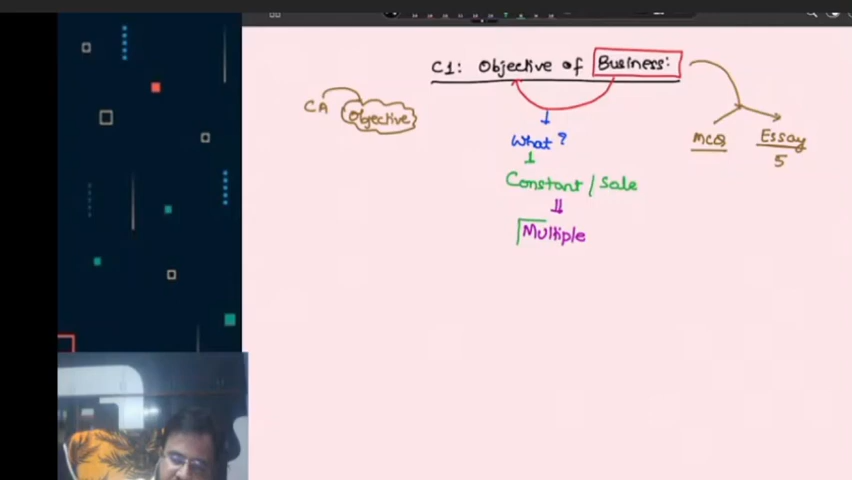 C1: Objective of Business:
CA Objective
MCQ Essay
5
What?
Constant / Sale
Multiple